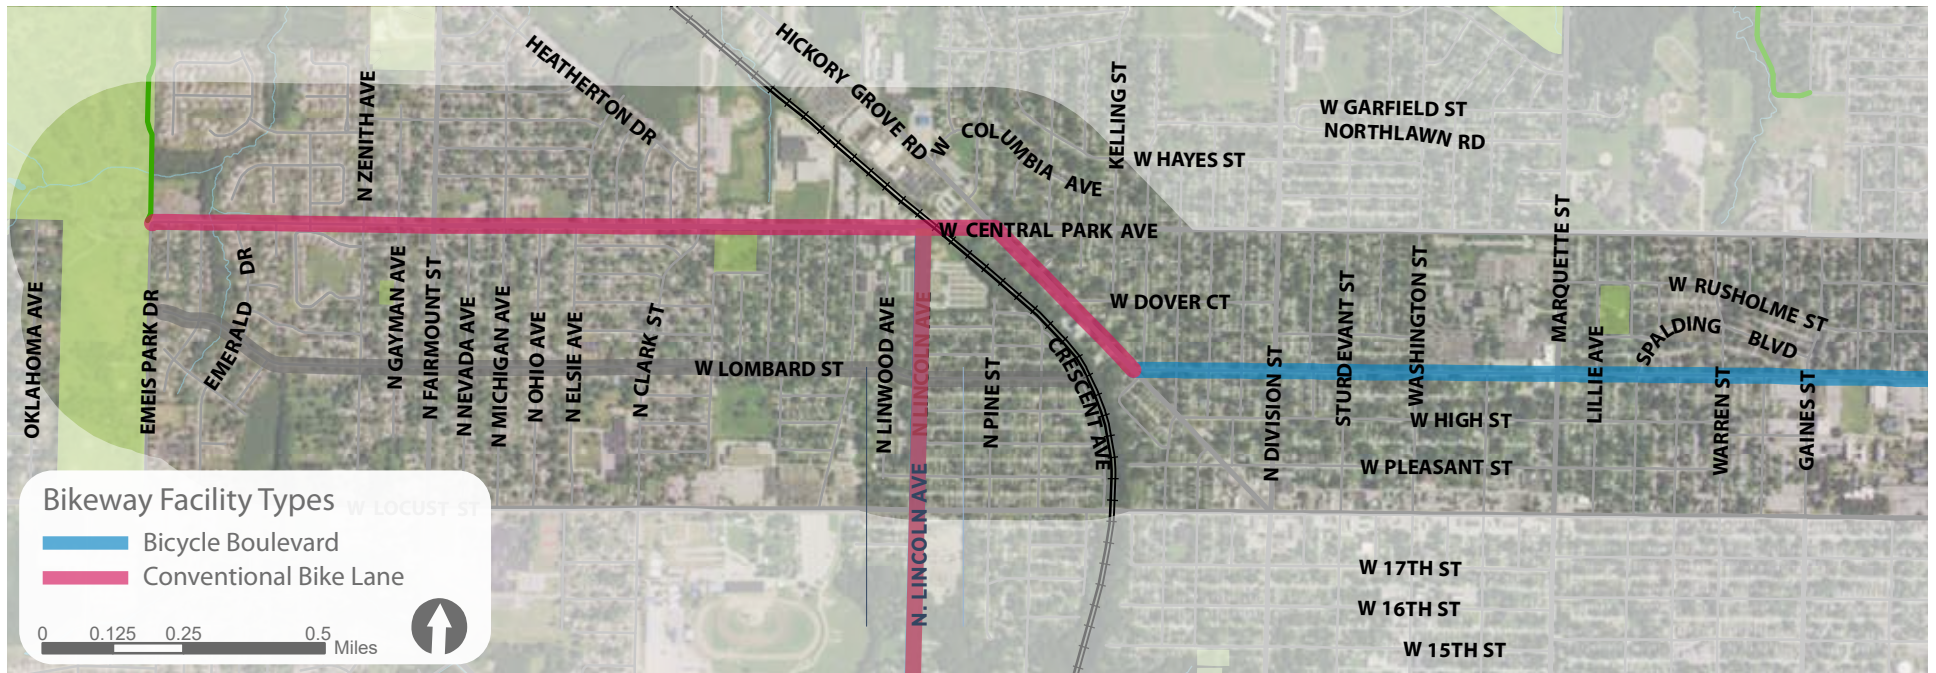 HICKORY GROVE RD
HEATHERTON DR
N ZENITH AVE
KELLING ST
W GARFIELD ST
NORTHLAWN RD
W COLUMBIA AVE
W HAYES ST
W CENTRAL PARK AVE
MARQUETTE ST
OKLAHOMA AVE
EMEIS PARK DR
EMERALD DR
N GAYMAN AVE
N FAIRMOUNT ST
N NEVADA AVE
N MICHIGAN AVE
N OHIO AVE
N ELSIE AVE
N CLARK ST
W LOMBARD ST
N LINWOOD AVE
N LINCOLN AVE
N PINE ST
CRESCENT AVE
W DOVER CT
N DIVISION ST
STURDEVANT ST
WASHINGTON ST
W HIGH ST
W PLEASANT ST
LILLIE AVE
W RUSHOLME ST
SPALDING BLVD
WARREN ST
GAINES ST
N. LINCOLN AVE
W LOCUST ST
W 17TH ST
W 16TH ST
W 15TH ST
Bikeway Facility Types
Bicycle Boulevard
Conventional Bike Lane
0 0.125 0.25 0.5 Miles